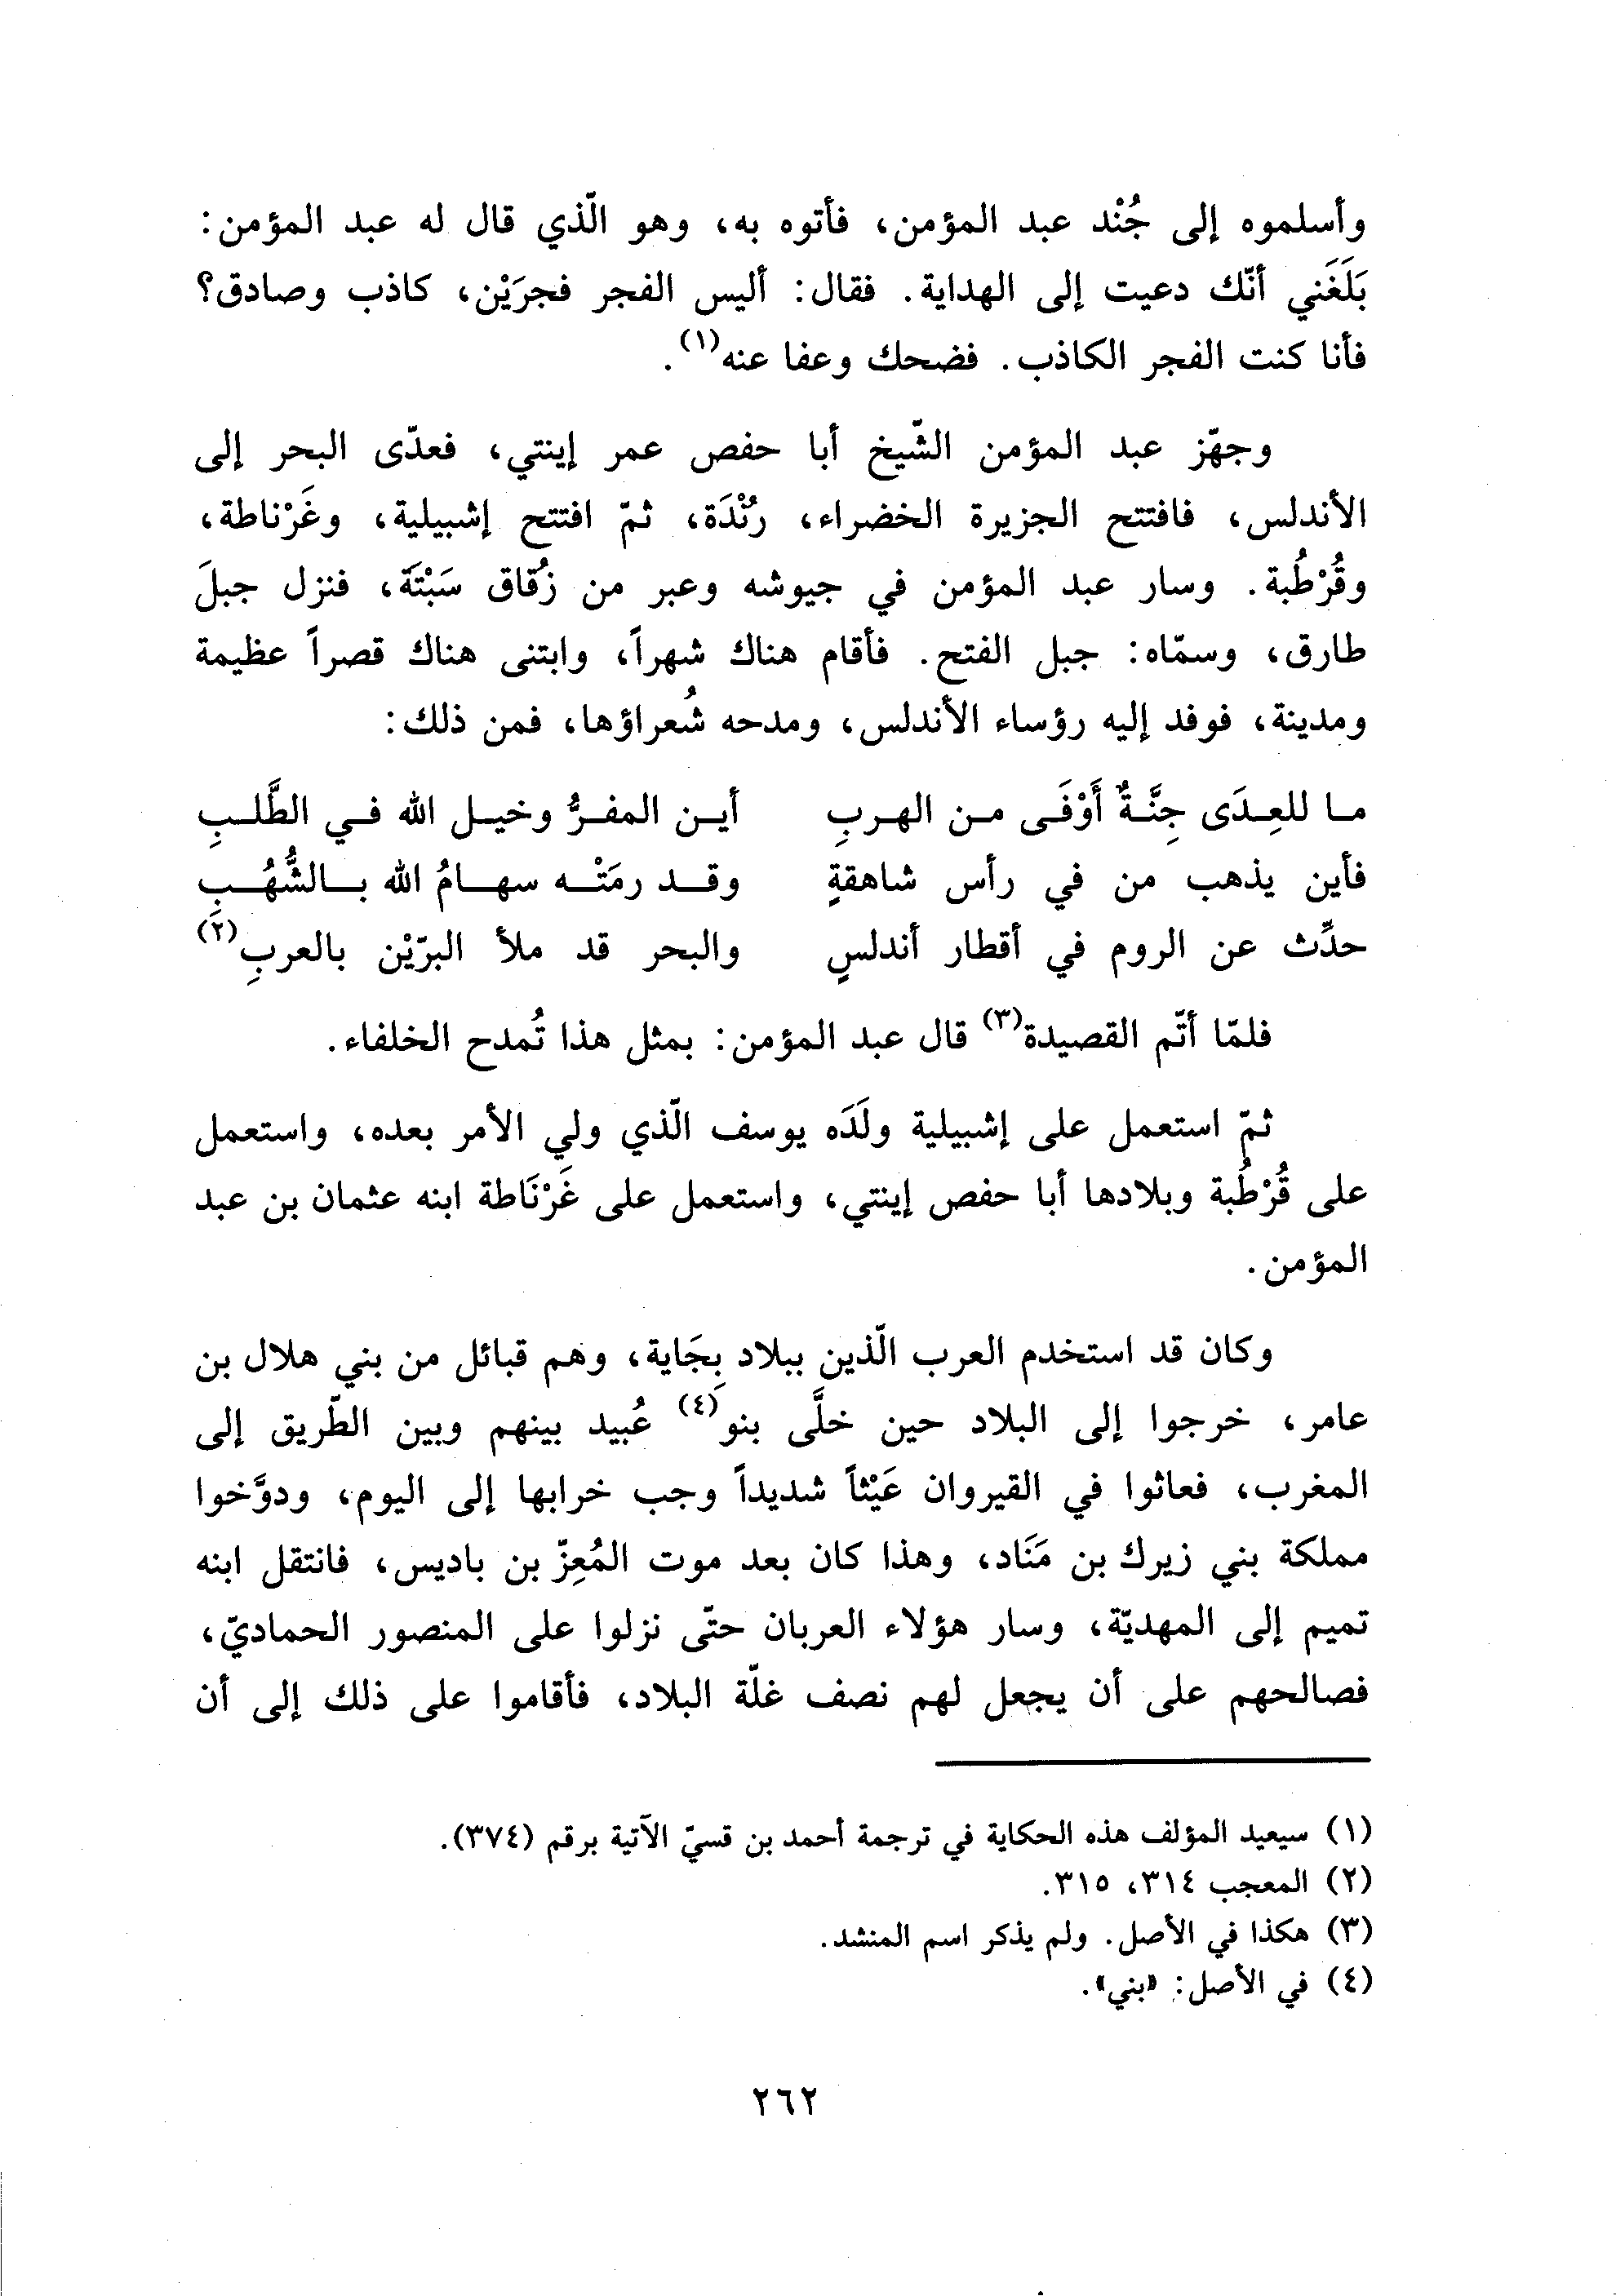 وأسلموه إلى جُنْد عبد المؤمن، فأتوه به، وهو الّذي قال له عبد المؤمن:
بَلَغَني أنّك دعيت إلى الهداية. فقال: أليس الفجر فجرَيْن، كاذب وصادق؟
فأنا كنت الفجر الكاذب. فضحك وعفا عنه(١).
وجهّز عبد المؤمن الشّيخ أبا حفص عمر إينتي، فعدّى البحر إلى
الأندلس، فافتتح الجزيرة الخضراء، رُنْدَة، ثمّ افتتح إشبيلية، وغَرْناطة،
وقُرْطُبة. وسار عبد المؤمن في جيوشه وعبر من زُقاق سَبْتَة، فنزل جبلَ
طارق، وسمّاه: جبل الفتح. فأقام هناك شهراً، وابتنى هناك قصراً عظيمة
ومدينة، فوفد إليه رؤساء الأندلس، ومدحه شُعراؤها، فمن ذلك:
ما للعِدَى جِنَّةٌ أَوْفَى من الهربِ أين المفرُّ وخيل الله في الطَّلبِ
فأين يذهب من في رأس شاهقةٍ وقد رمَتْه سهامُ الله بالشُّهُبِ
حدِّث عن الروم في أقطار أندلسٍ والبحر قد ملأ البرّيْن بالعربِ(٢)
فلمّا أتّم القصيدة(٣) قال عبد المؤمن: بمثل هذا تُمدح الخلفاء.
ثمّ استعمل على إشبيلية ولَدَه يوسف الّذي ولي الأمر بعده، واستعمل
على قُرْطُبة وبلادها أبا حفص إينتي، واستعمل على غَرْنَاطة ابنه عثمان بن عبد
المؤمن.
وكان قد استخدم العرب الّذين ببلاد بِجَاية، وهم قبائل من بني هلال بن
عامر، خرجوا إلى البلاد حين خلَّى بنو(٤) عُبيد بينهم وبين الطّريق إلى
المغرب، فعاثوا في القيروان عَيْثاً شديداً وجب خرابها إلى اليوم، ودوَّخوا
مملكة بني زيرك بن مَنَاد، وهذا كان بعد موت المُعِزّ بن باديس، فانتقل ابنه
تميم إلى المهديّة، وسار هؤلاء العربان حتّى نزلوا على المنصور الحماديّ،
فصالحهم على أن يجعل لهم نصف غلّة البلاد، فأقاموا على ذلك إلى أن
(١) سيعيد المؤلف هذه الحكاية في ترجمة أحمد بن قسيّ الآتية برقم (٣٧٤).
(٢) المعجب ٣١٤، ٣١٥.
(٣) هكذا في الأصل. ولم يذكر اسم المنشد.
(٤) في الأصل: «بني».
٢٦٢